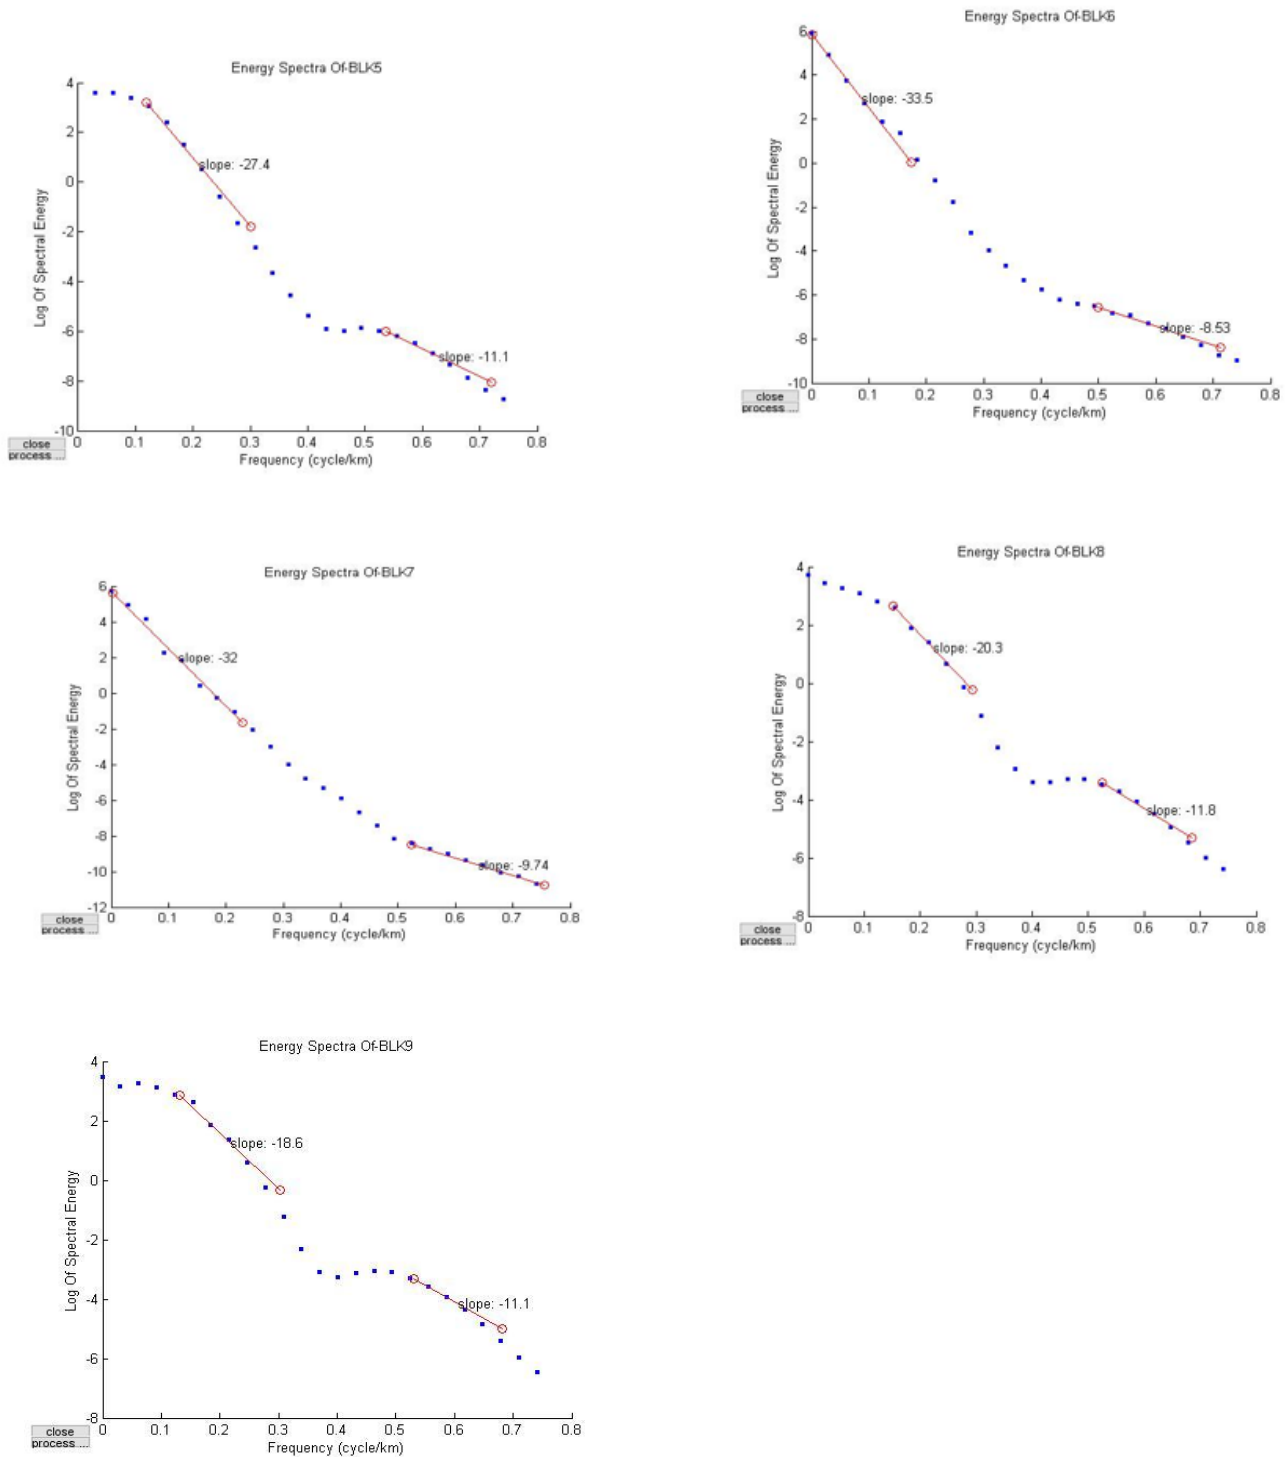 Energy Spectra Of-BLK5
4
2
0
-2
-4
-6
-8
-10
Log Of Spectral Energy
slope: -27.4
slope: -11.1
0 0.1 0.2 0.3 0.4 0.5 0.6 0.7 0.8
Frequency (cycle/km)
close
process ...
Energy Spectra Of-BLK6
6
4
2
0
-2
-4
-6
-8
-10
Log Of Spectral Energy
slope: -33.5
slope: -8.53
0 0.1 0.2 0.3 0.4 0.5 0.6 0.7 0.8
Frequency (cycle/km)
close
process ...
Energy Spectra Of-BLK7
6
4
2
0
-2
-4
-6
-8
-10
-12
Log Of Spectral Energy
slope: -32
slope: -9.74
0 0.1 0.2 0.3 0.4 0.5 0.6 0.7 0.8
Frequency (cycle/km)
close
process ...
Energy Spectra Of-BLK8
4
2
0
-2
-4
-6
-8
Log Of Spectral Energy
slope: -20.3
slope: -11.8
0 0.1 0.2 0.3 0.4 0.5 0.6 0.7 0.8
Frequency (cycle/km)
close
process ...
Energy Spectra Of-BLK9
4
2
0
-2
-4
-6
-8
Log Of Spectral Energy
slope: -18.6
slope: -11.1
0 0.1 0.2 0.3 0.4 0.5 0.6 0.7 0.8
Frequency (cycle/km)
close
process ...